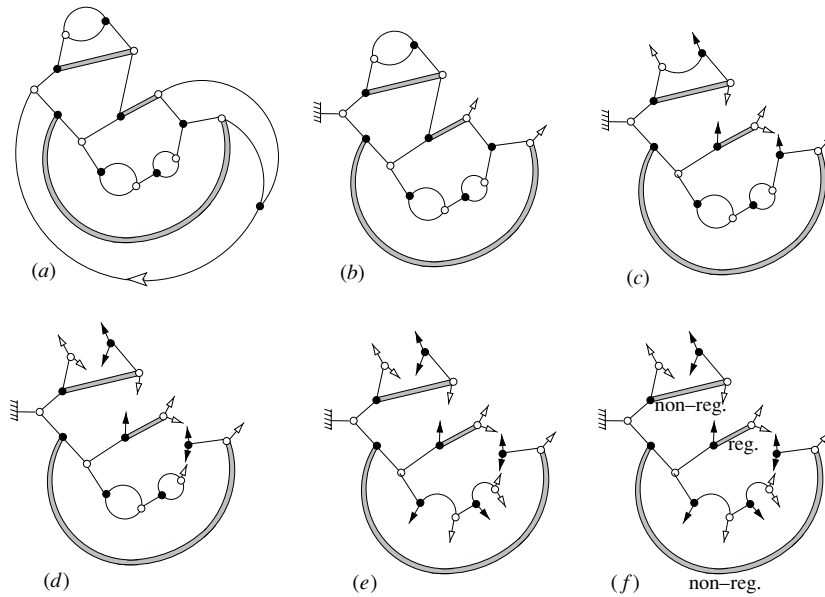 (a)
(b)
(c)
non–reg.
reg.
non–reg.
(d)
(e)
(f)